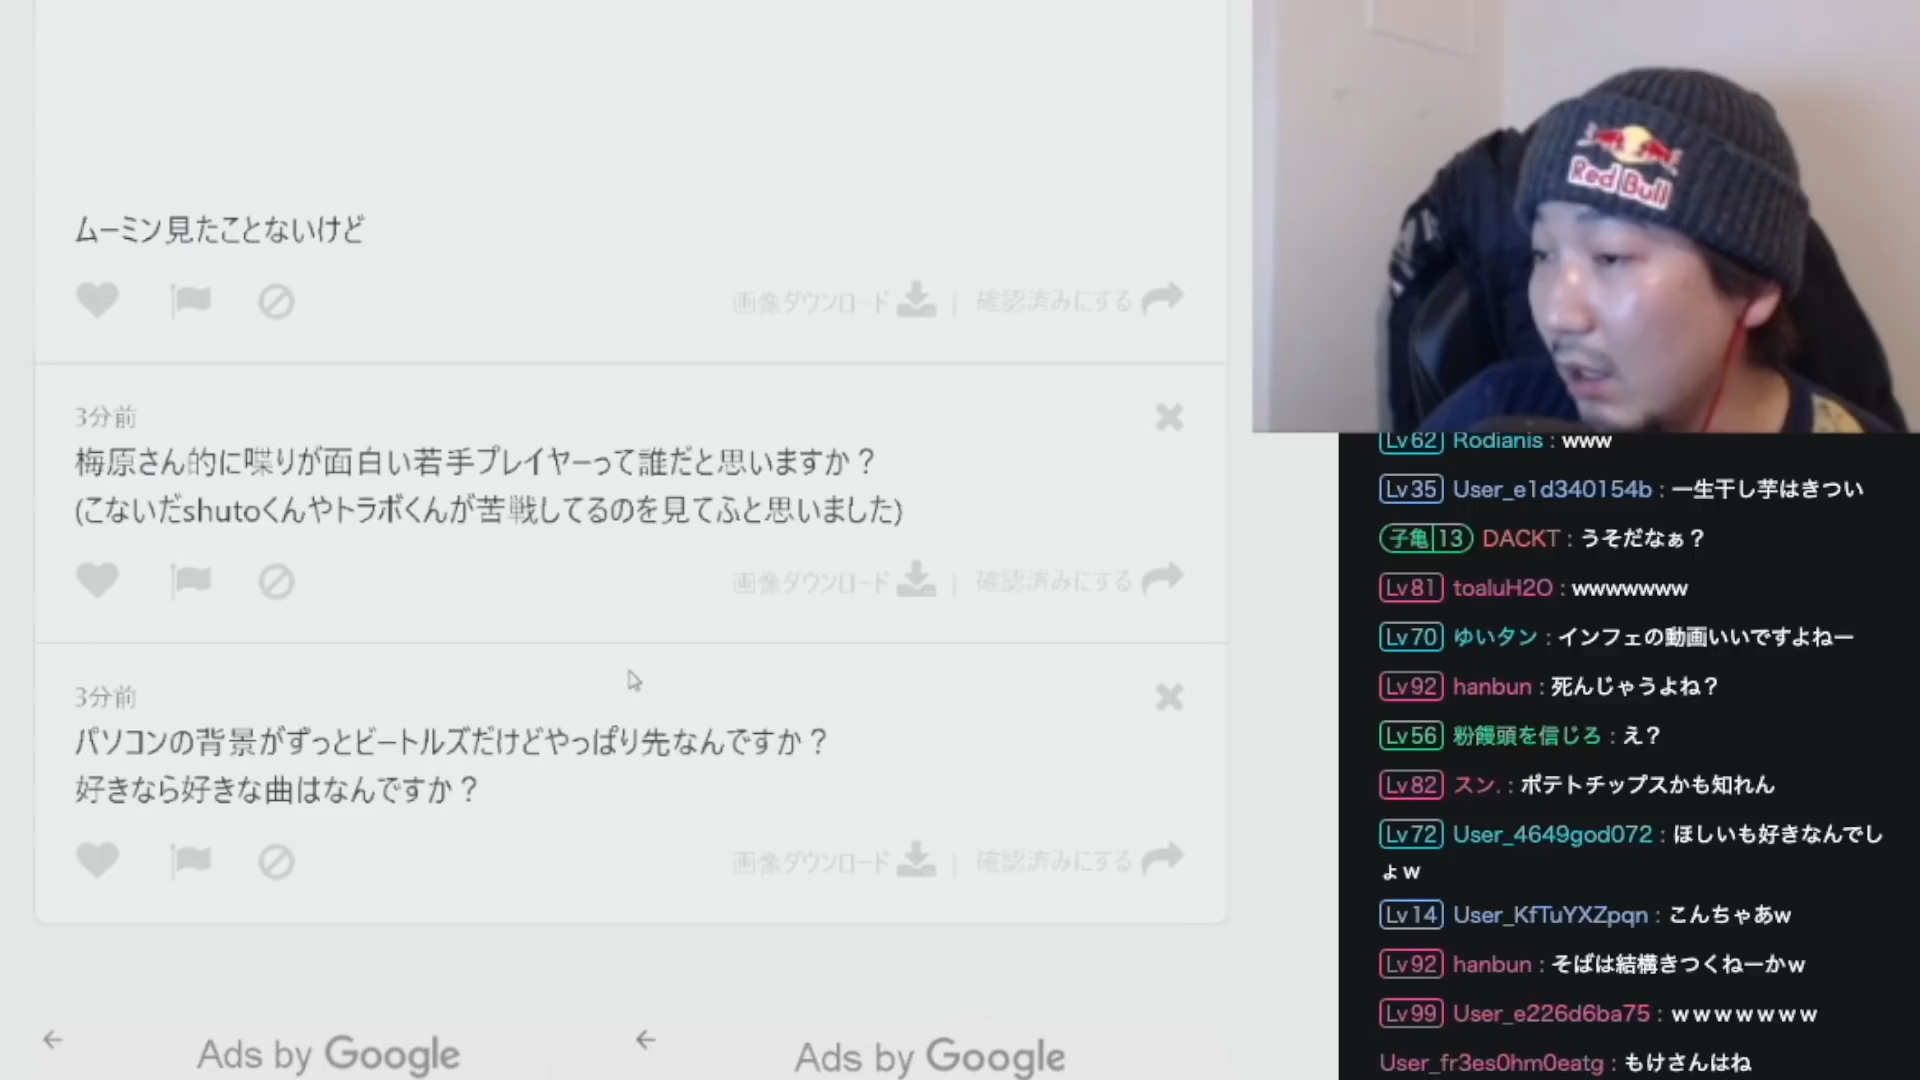 ムーミン見たことないけど
画像ダウンロード | 確認済みにする
3分前
梅原さん的に喋りが面白い若手プレイヤーって誰だと思いますか？
(こないだshutoくんやトラボくんが苦戦してるのを見てふと思いました)
画像ダウンロード | 確認済みにする
3分前
パソコンの背景がずっとビートルズだけどやっぱり先なんですか？
好きなら好きな曲はなんですか？
画像ダウンロード | 確認済みにする
Ads by Google
Ads by Google
Red Bull
Lv62 Rodianis : www
Lv35 User_e1d340154b : 一生干し芋はきつい
子亀 13 DACKT : うそだなぁ？
Lv81 toaluH2O : wwwwwww
Lv70 ゆいタン : インフェの動画いいですよねー
Lv92 hanbun : 死んじゃうよね？
Lv56 粉饅頭を信じろ : え？
Lv82 スン. : ポテトチップスかも知れん
Lv72 User_4649god072 : ほしいも好きなんでし
ょw
Lv14 User_KfTuYXZpqn : こんちゃあw
Lv92 hanbun : そばは結構きつくねーかw
Lv99 User_e226d6ba75 : ｗｗｗｗｗｗｗ
User_fr3es0hm0eatg : もけさんはね